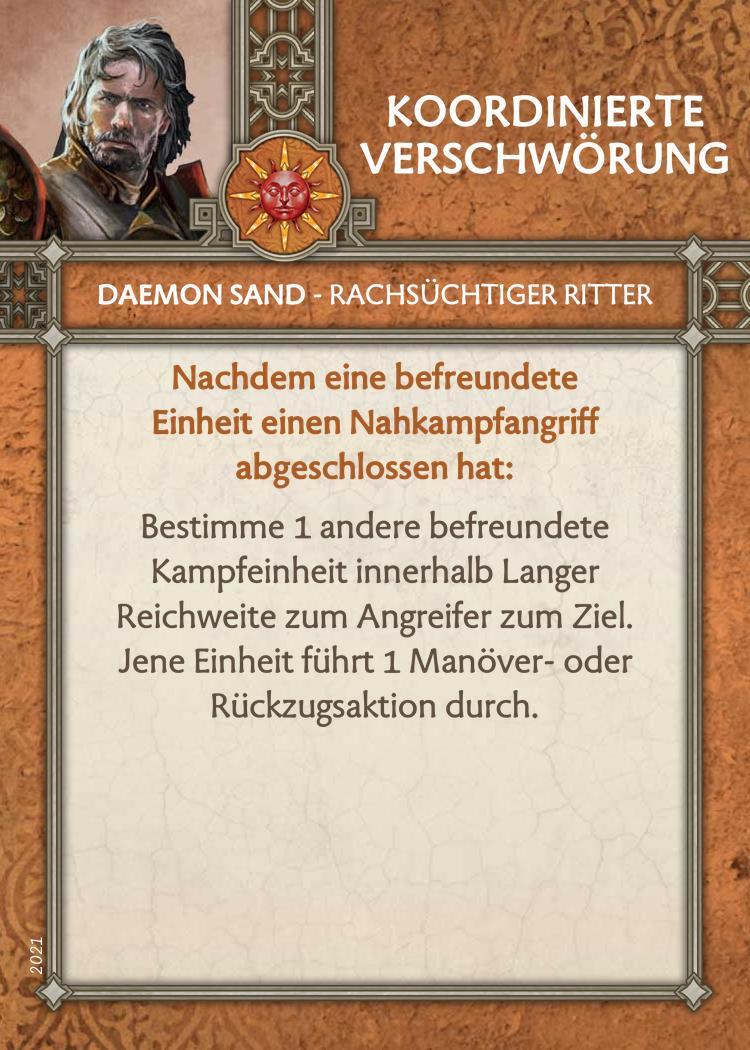 KOORDINIERTE
VERSCHWÖRUNG
DAEMON SAND - RACHSÜCHTIGER RITTER
Nachdem eine befreundete
Einheit einen Nahkampfangriff
abgeschlossen hat:
Bestimme 1 andere befreundete
Kampfeinheit innerhalb Langer
Reichweite zum Angreifer zum Ziel.
Jene Einheit führt 1 Manöver- oder
Rückzugsaktion durch.
2021